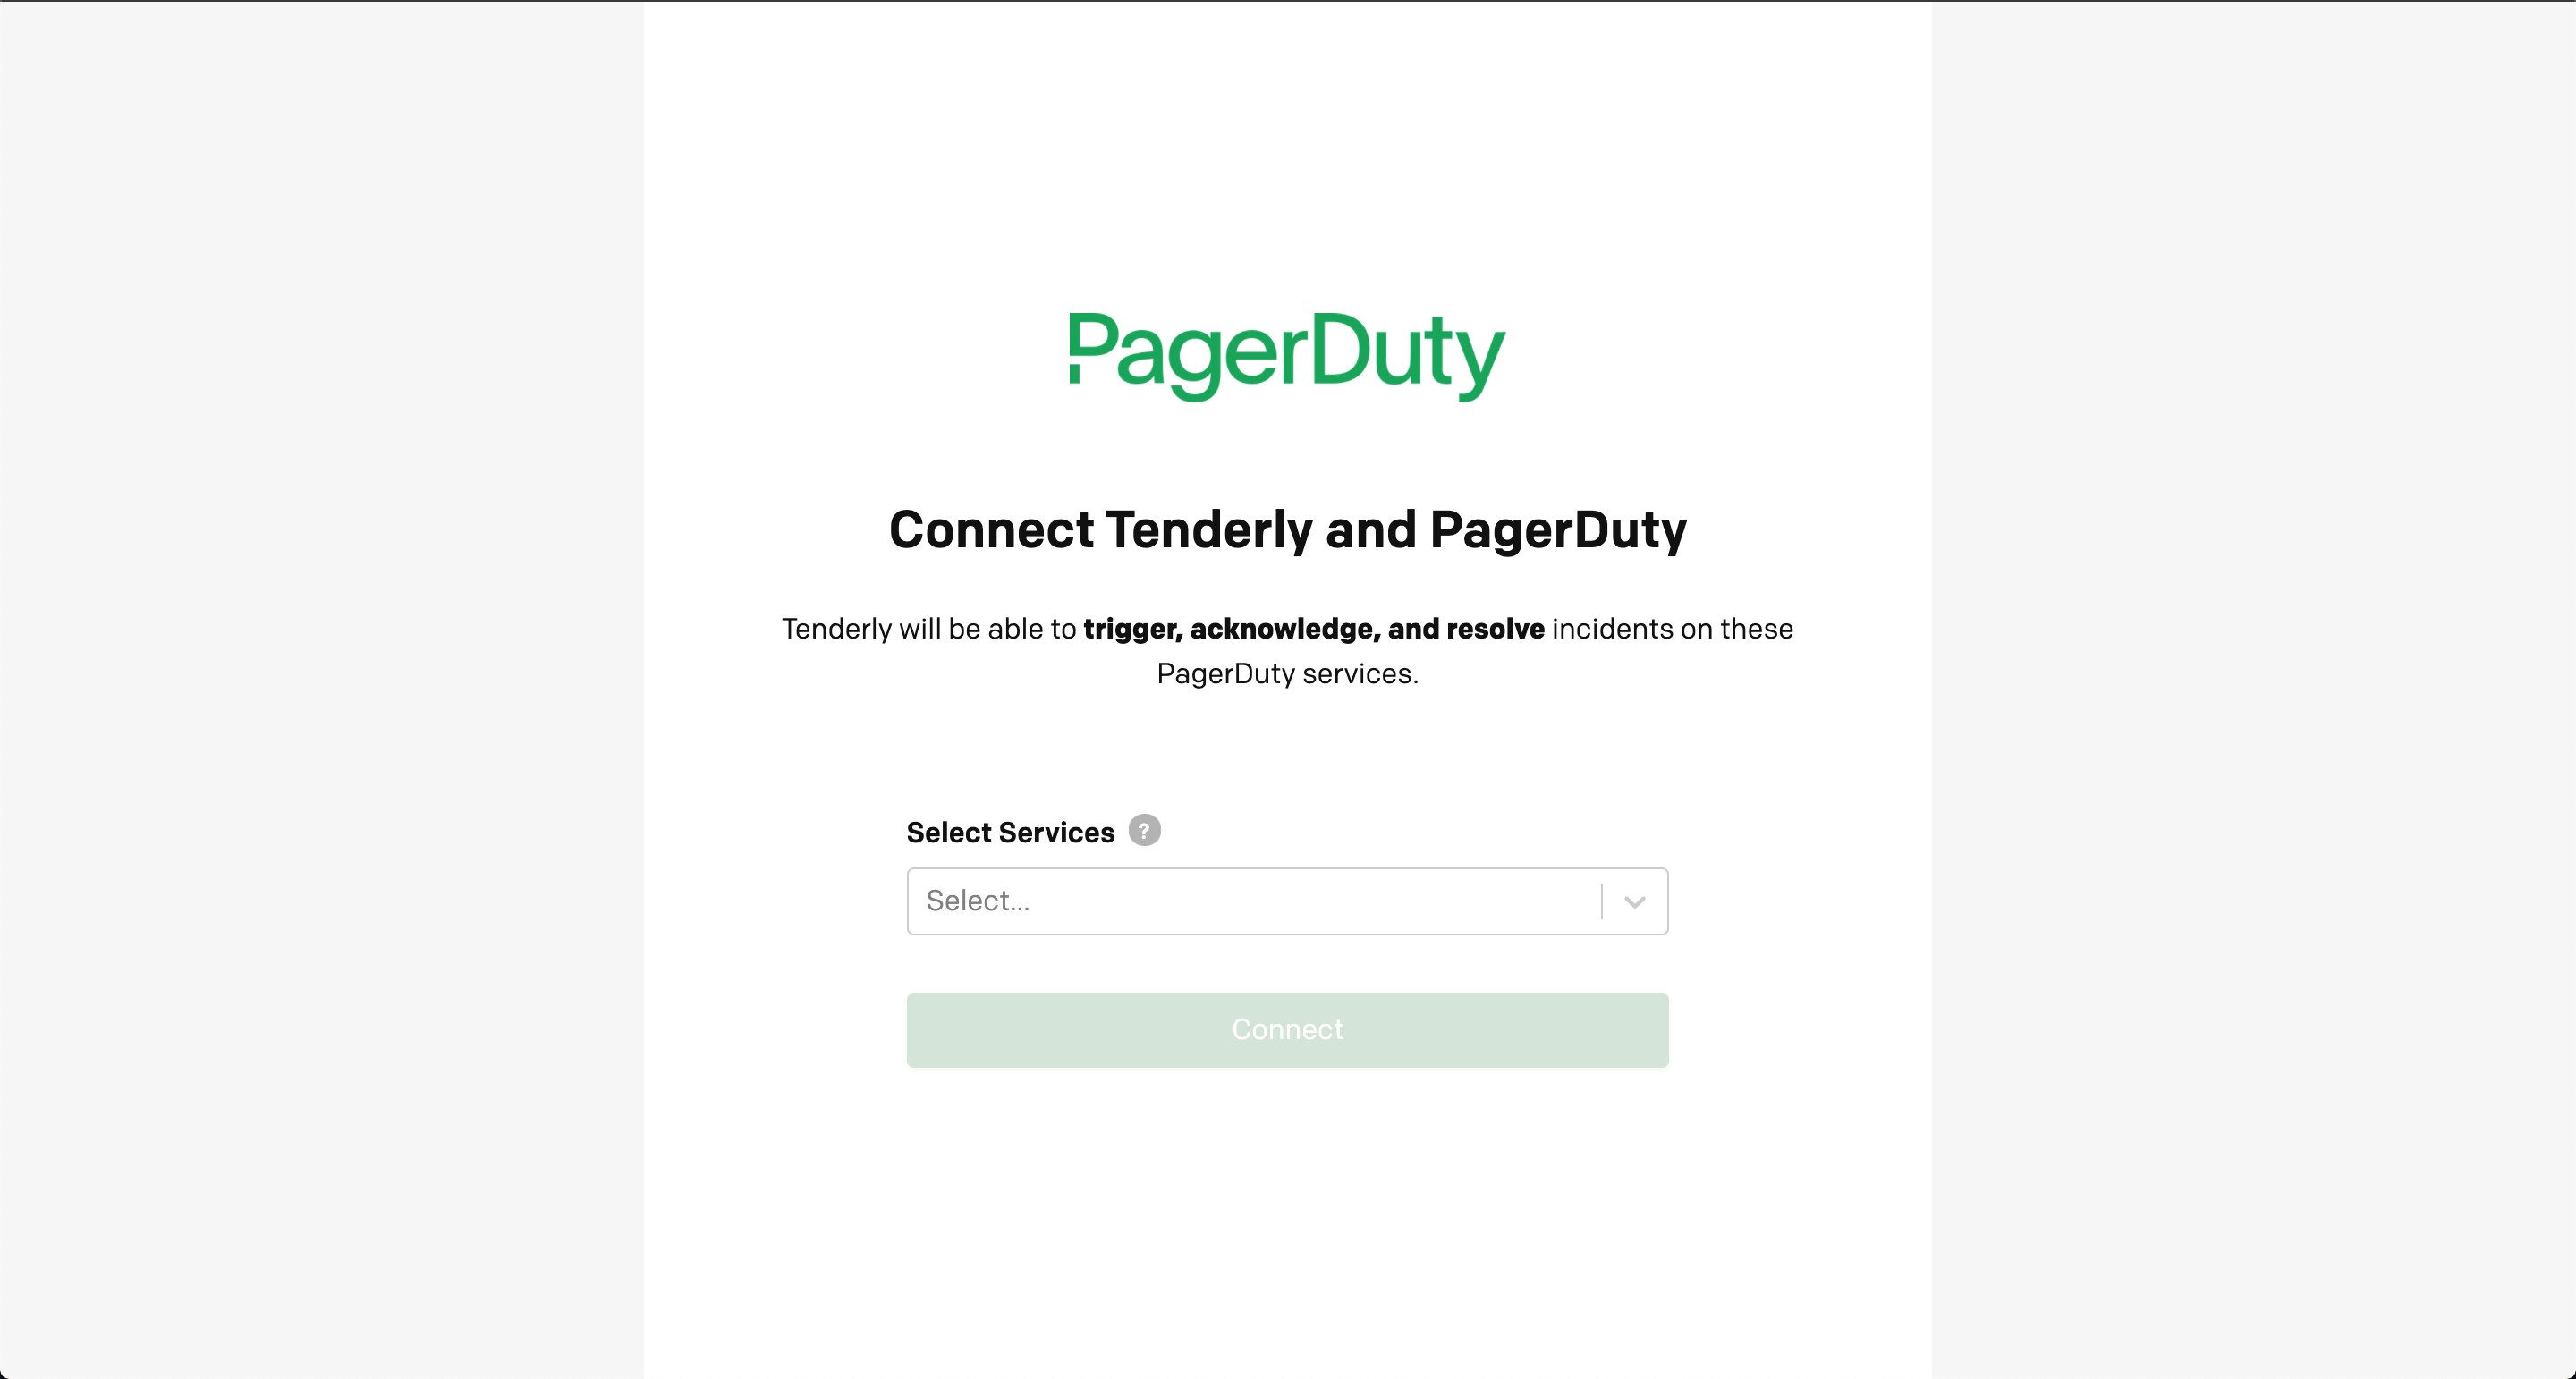 PagerDuty
Connect Tenderly and PagerDuty
Tenderly will be able to trigger, acknowledge, and resolve incidents on these
PagerDuty services.
Select Services ?
Select...
Connect